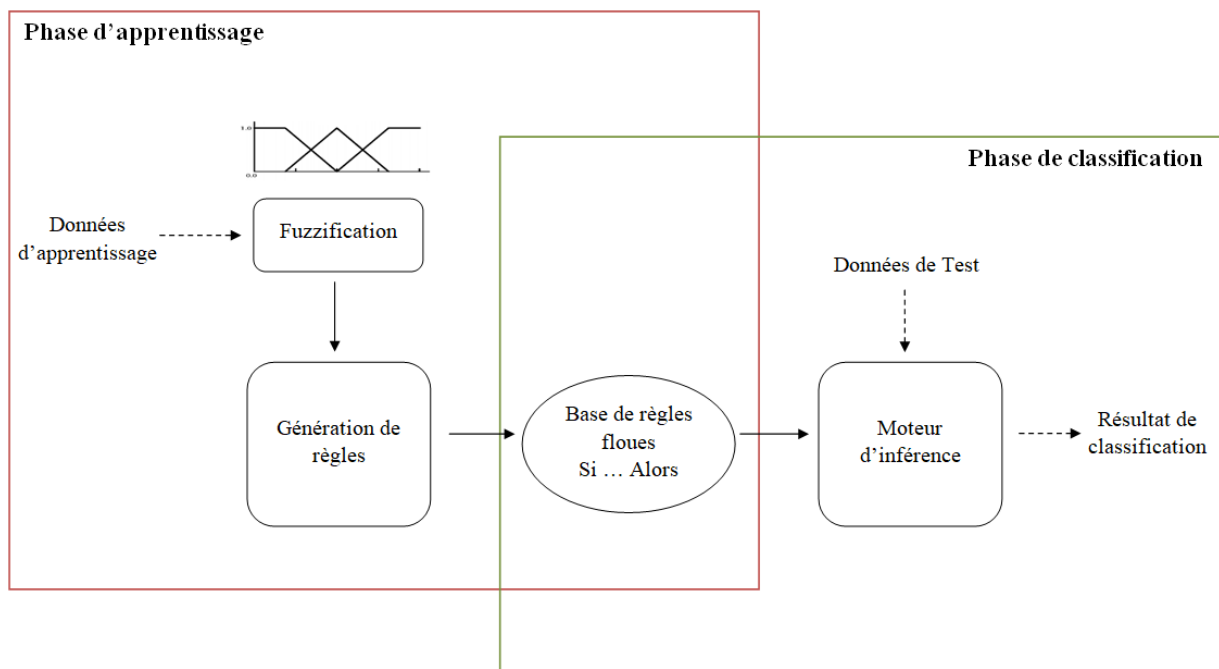 Phase d’apprentissage
Phase de classification
1.0
0.0
Données
d’apprentissage
Fuzzification
Données de Test
Génération de
règles
Base de règles
floues
Si … Alors
Moteur
d’inférence
Résultat de
classification